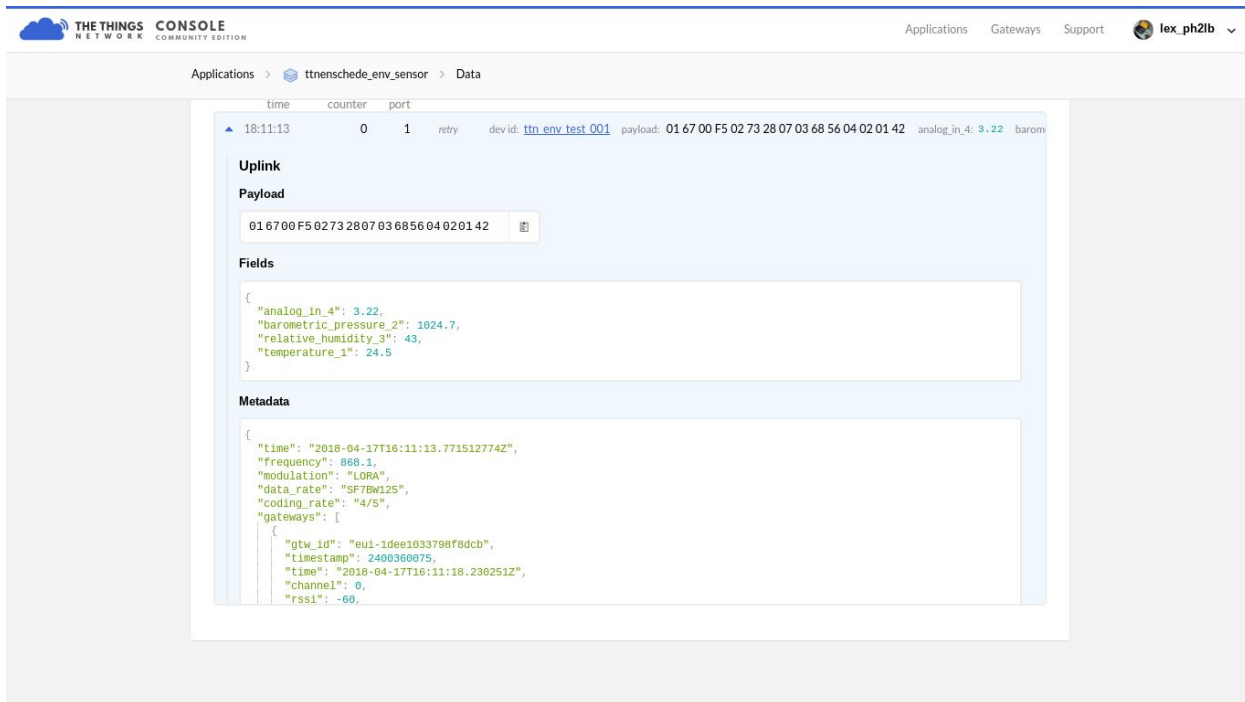 THE THINGS NETWORK CONSOLE COMMUNITY EDITION Applications Gateways Support lex_ph2lb
Applications > ttnenschede_env_sensor > Data
time counter port
18:11:13 0 1 retry dev id: ttn_env_test_001 payload: 01 67 00 F5 02 73 28 07 03 68 56 04 02 01 42 analog_in_4: 3.22 barom
Uplink
Payload
01 67 00 F5 02 73 28 07 03 68 56 04 02 01 42
Fields
{
"analog_in_4": 3.22,
"barometric_pressure_2": 1024.7,
"relative_humidity_3": 43,
"temperature_1": 24.5
}
Metadata
{
"time": "2018-04-17T16:11:13.771512774Z",
"frequency": 868.1,
"modulation": "LORA",
"data_rate": "SF7BW125",
"coding_rate": "4/5",
"gateways": [
{
"gtw_id": "eui-1dee1033798f8dcb",
"timestamp": 2400360075,
"time": "2018-04-17T16:11:18.230251Z",
"channel": 0,
"rssi": -60,